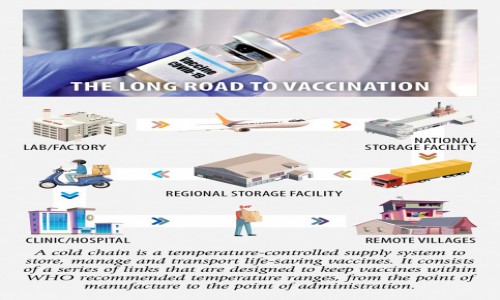 Vaccine
covid-19
THE LONG ROAD TO VACCINATION
LAB/FACTORY
NATIONAL
STORAGE FACILITY
REGIONAL STORAGE FACILITY
CLINIC/HOSPITAL
REMOTE VILLAGES
A cold chain is a temperature-controlled supply system to
store, manage and transport life-saving vaccines. It consists
of a series of links that are designed to keep vaccines within
WHO recommended temperature ranges, from the point of
manufacture to the point of administration.